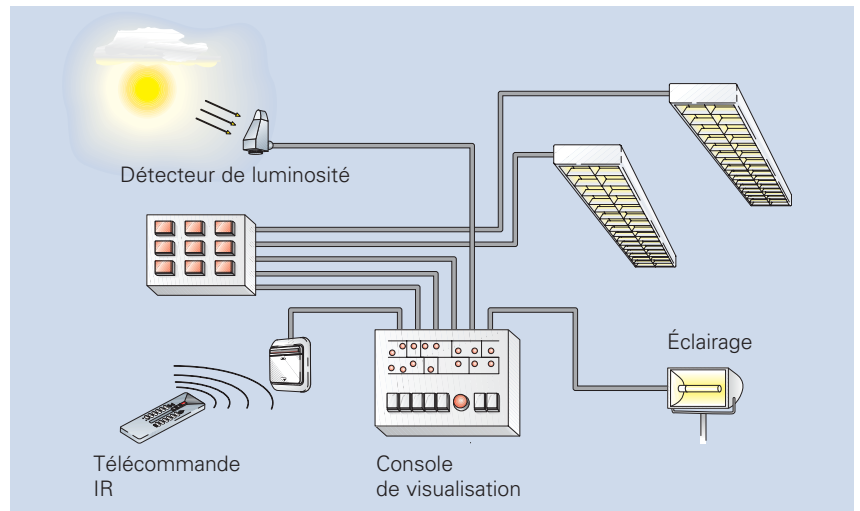 Détecteur de luminosité
Éclairage
Télécommande
IR
Console
de visualisation